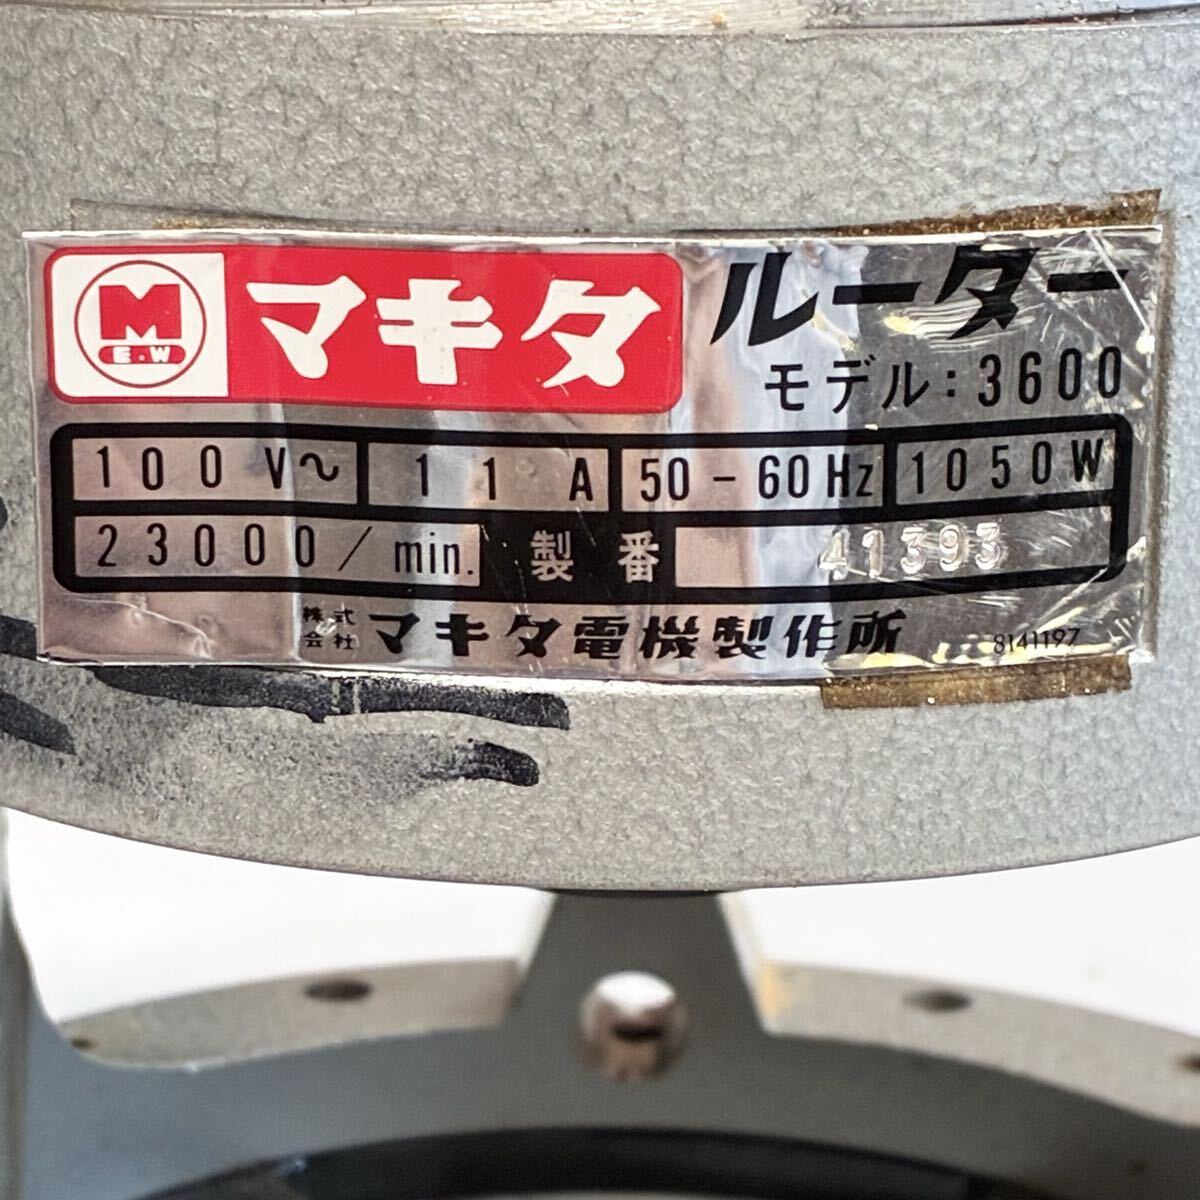 M
E・W
マキタ ルーター
モデル:3600
100V～ 11A 50-60Hz 1050W
23000/min. 製番 41393
株式会社 マキタ電機製作所 8141197